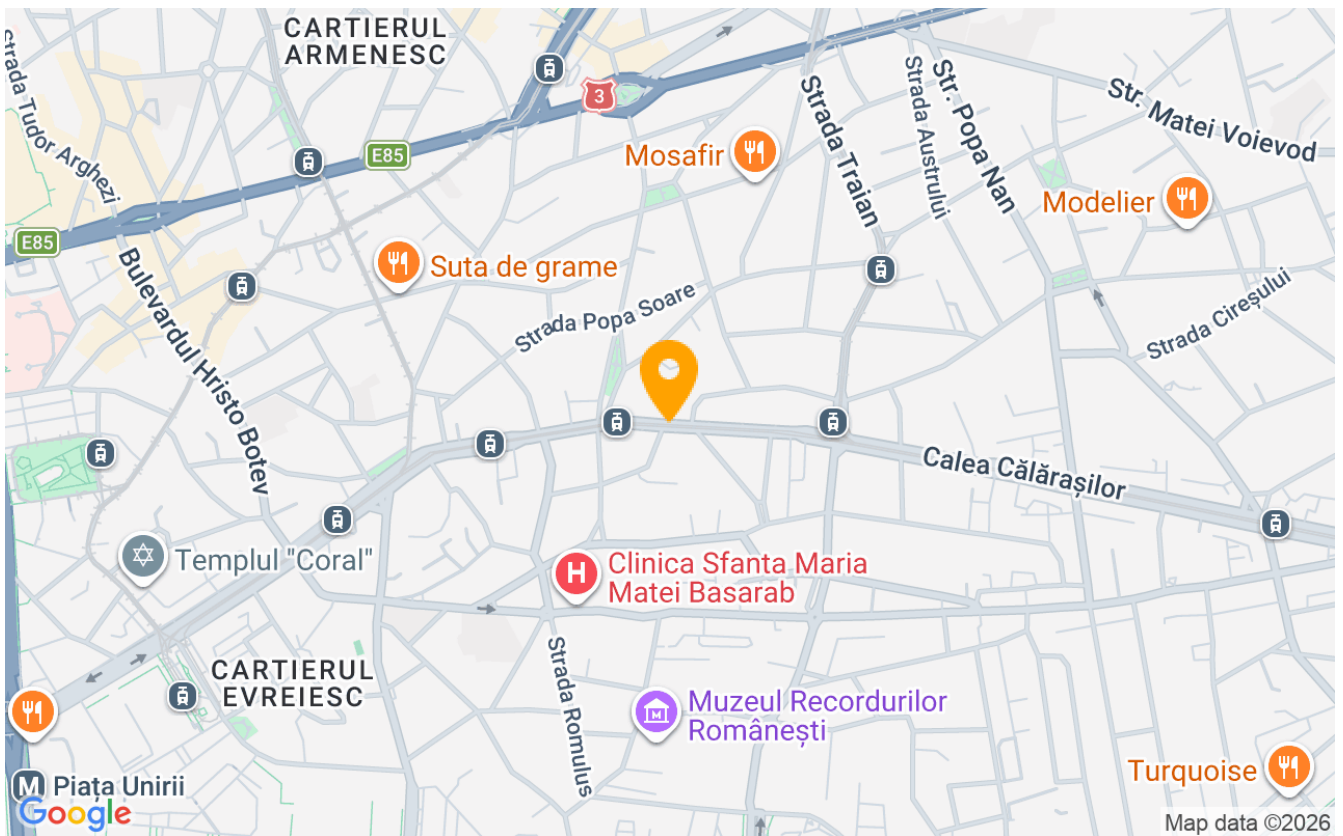 CARTIERUL
ARMENESC
Strada Tudor Arghezi
3
E85
E85
Mosafir
Strada Traian
Strada Austrului
Str. Popa Nan
Str. Matei Voievod
Modelier
Suta de grame
Bulevardul Hristo Botev
Strada Popa Soare
Strada Cireșului
Calea Călărașilor
Templul "Coral"
H
Clinica Sfanta Maria
Matei Basarab
CARTIERUL
EVREIESC
Strada Romulus
M
Muzeul Recordurilor
Românești
Turquoise
M Piața Unirii
Google
Map data ©2026